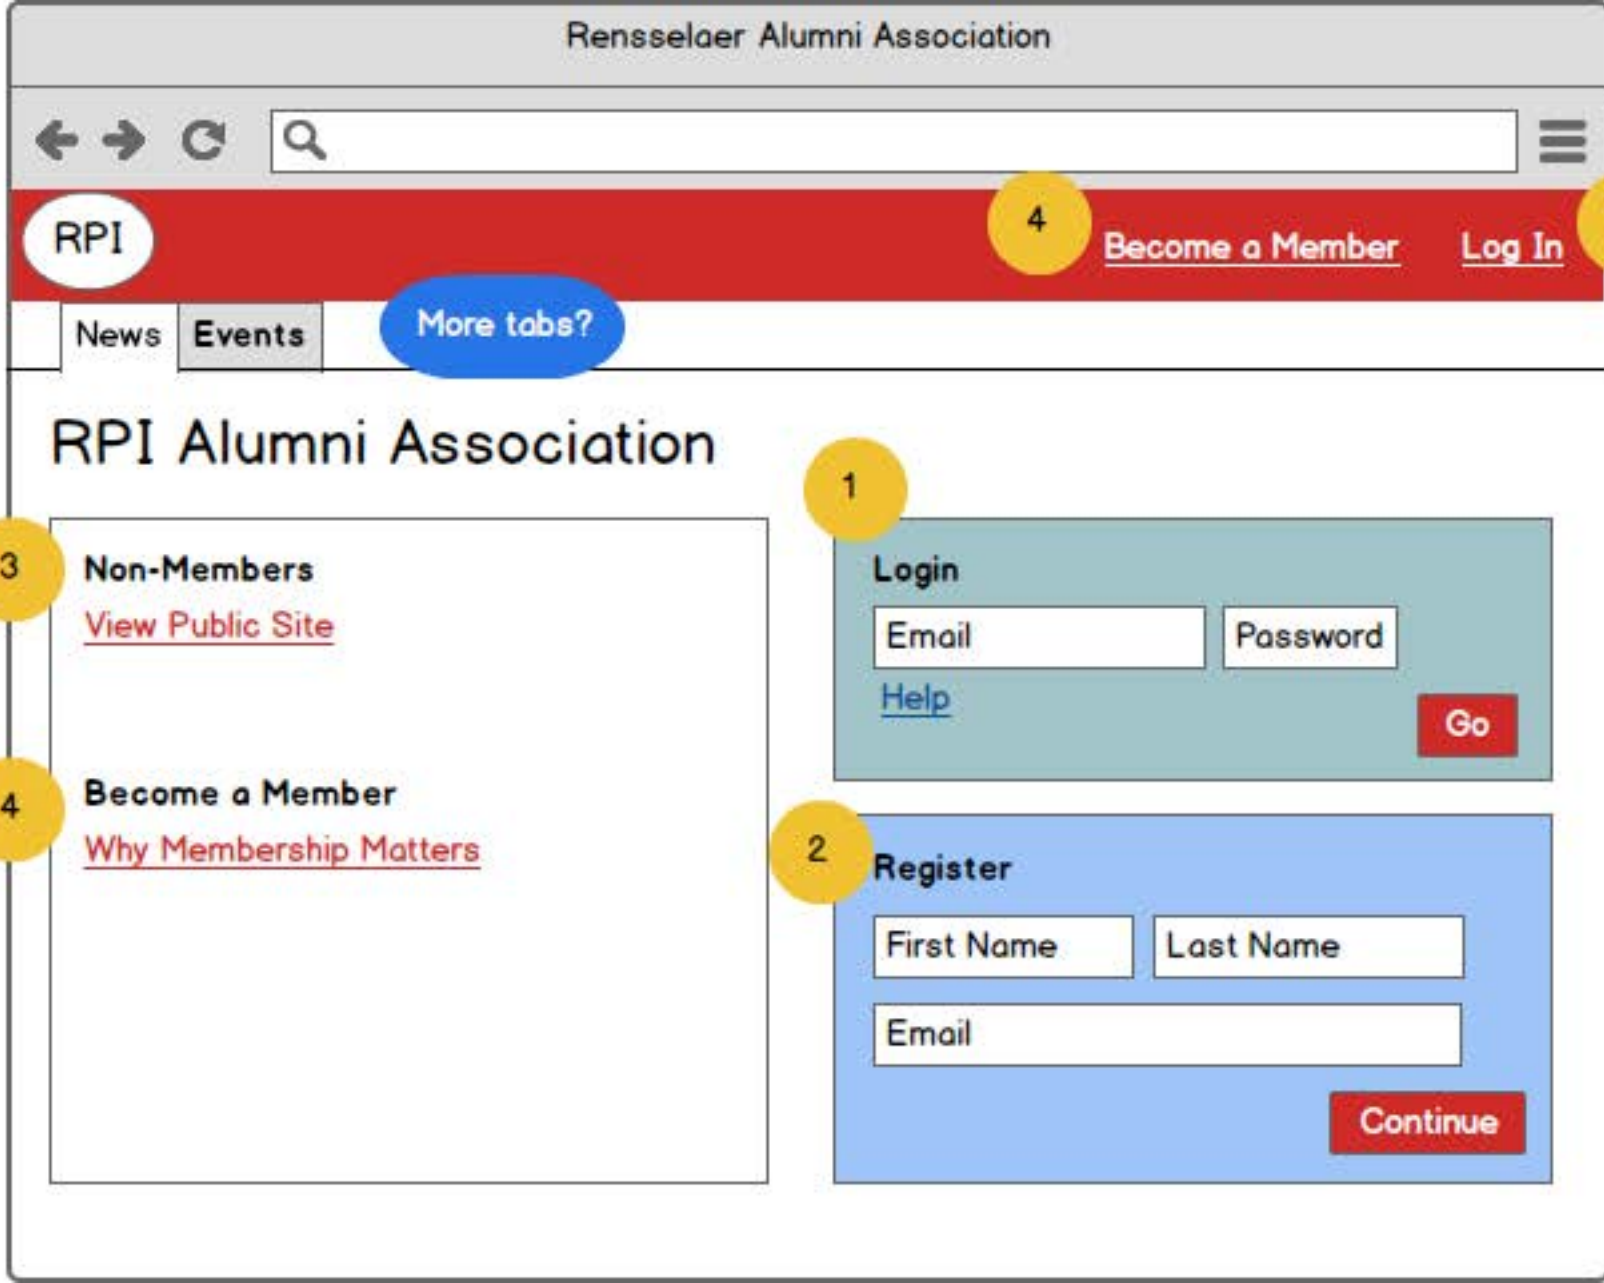 Rensselaer Alumni Association
RPI
4
Become a Member
Log In
News
Events
More tabs?
RPI Alumni Association
3
Non-Members
View Public Site
4
Become a Member
Why Membership Matters
1
Login
Email
Password
Help
Go
2
Register
First Name
Last Name
Email
Continue